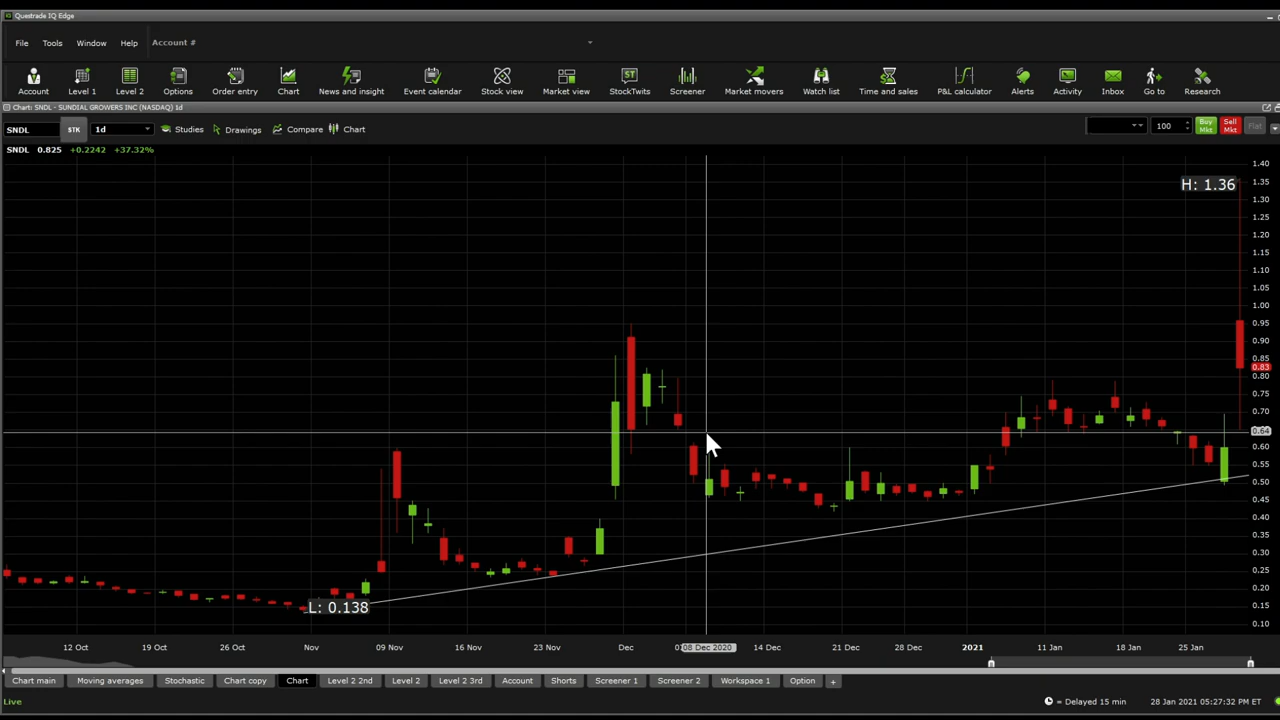 Questrade IQ Edge
File Tools Window Help Account #
Account Level 1 Level 2 Options Order entry Chart News and insight Event calendar Stock view Market view StockTwits Screener Market movers Watch list Time and sales P&L calculator Alerts Activity Inbox Go to Research
Chart: SNDL - SUNDIAL GROWERS INC (NASDAQ) 1d
SNDL STK 1d Studies Drawings Compare Chart 100 Buy Mkt Sell Mkt Flat
SNDL 0.825 +0.2242 +37.32%
1.40
1.35
H: 1.36
1.30
1.25
1.20
1.15
1.10
1.05
1.00
0.95
0.90
0.85
0.83
0.80
0.75
0.70
0.65
0.64
0.60
0.55
0.50
0.45
0.40
0.35
0.30
0.25
0.20
0.15
L: 0.138
0.10
12 Oct 19 Oct 26 Oct Nov 09 Nov 16 Nov 23 Nov Dec 08 Dec 2020 14 Dec 21 Dec 28 Dec 2021 11 Jan 18 Jan 25 Jan
Chart main Moving averages Stochastic Chart copy Chart Level 2 2nd Level 2 Level 2 3rd Account Shorts Screener 1 Screener 2 Workspace 1 Option +
Live = Delayed 15 min 28 Jan 2021 05:27:32 PM ET